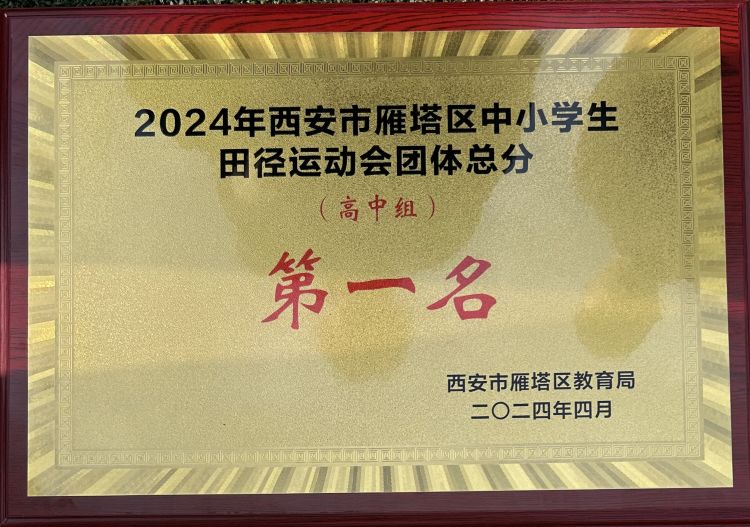 2024年西安市雁塔区中小学生
田径运动会团体总分
（高中组）
第一名
西安市雁塔区教育局
二〇二四年四月